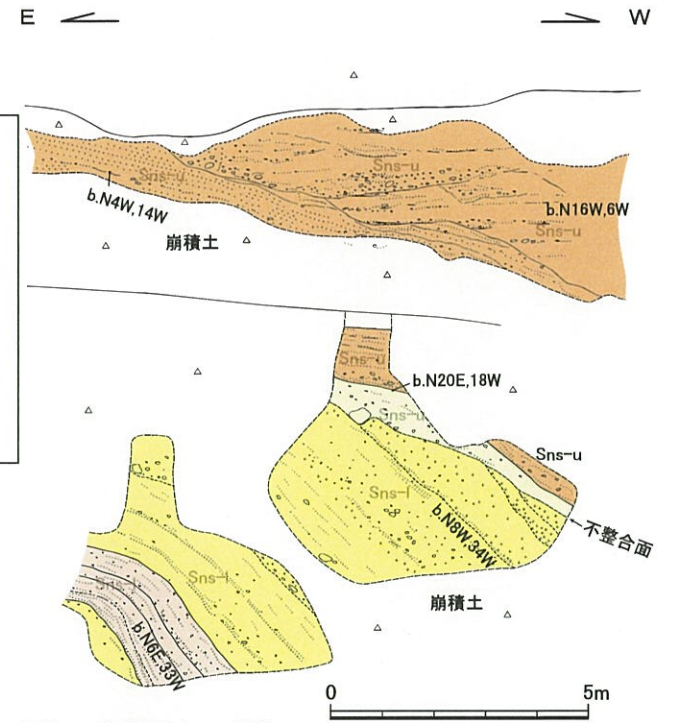 E
W
Sns-u
Sns-u
b.N4W,14W
b.N16W,6W
Sns-u
崩積土
Sns-u
b.N20E,18W
Sns-u
Sns-u
Sns-l
b.N8W,34W
不整合面
Sns-l
Sns-l
b.N6E,33W
崩積土
0
5m